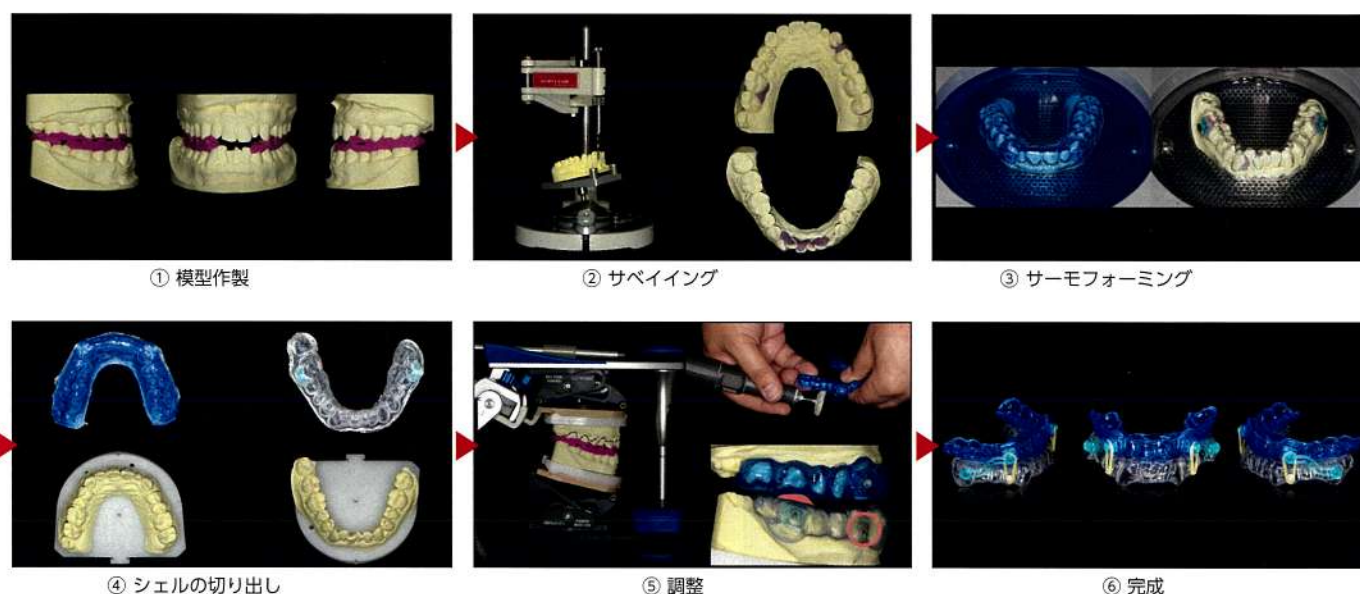 ① 模型作製
② サベイイング
③ サーモフォーミング
④ シェルの切り出し
⑤ 調整
⑥ 完成